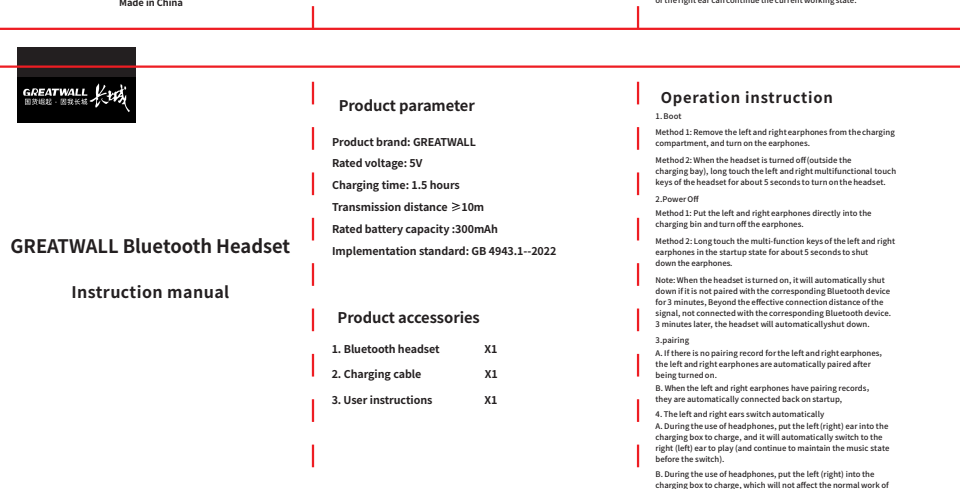 Made in China
of the right ear can continue the current working state.
GREATWALL 长城
国货崛起 · 固我长城
GREATWALL Bluetooth Headset
Instruction manual
Product parameter
Product brand: GREATWALL
Rated voltage: 5V
Charging time: 1.5 hours
Transmission distance ≥10m
Rated battery capacity :300mAh
Implementation standard: GB 4943.1--2022
Product accessories
1. Bluetooth headset X1
2. Charging cable X1
3. User instructions X1
Operation instruction
1. Boot
Method 1: Remove the left and right earphones from the charging
compartment, and turn on the earphones.
Method 2: When the headset is turned off (outside the
charging bay), long touch the left and right multifunctional touch
keys of the headset for about 5 seconds to turn on the headset.
2.Power Off
Method 1: Put the left and right earphones directly into the
charging bin and turn off the earphones.
Method 2: Long touch the multi-function keys of the left and right
earphones in the startup state for about 5 seconds to shut
down the earphones.
Note: When the headset is turned on, it will automatically shut
down if it is not paired with the corresponding Bluetooth device
for 3 minutes, Beyond the effective connection distance of the
signal, not connected with the corresponding Bluetooth device.
3 minutes later, the headset will automaticallyshut down.
3.pairing
A. If there is no pairing record for the left and right earphones,
the left and right earphones are automatically paired after
being turned on.
B. When the left and right earphones have pairing records,
they are automatically connected back on startup,
4. The left and right ears switch automatically
A. During the use of headphones, put the left (right) ear into the
charging box to charge, and it will automatically switch to the
right (left) ear to play (and continue to maintain the music state
before the switch).
B. During the use of headphones, put the left (right) into the
charging box to charge, which will not affect the normal work of